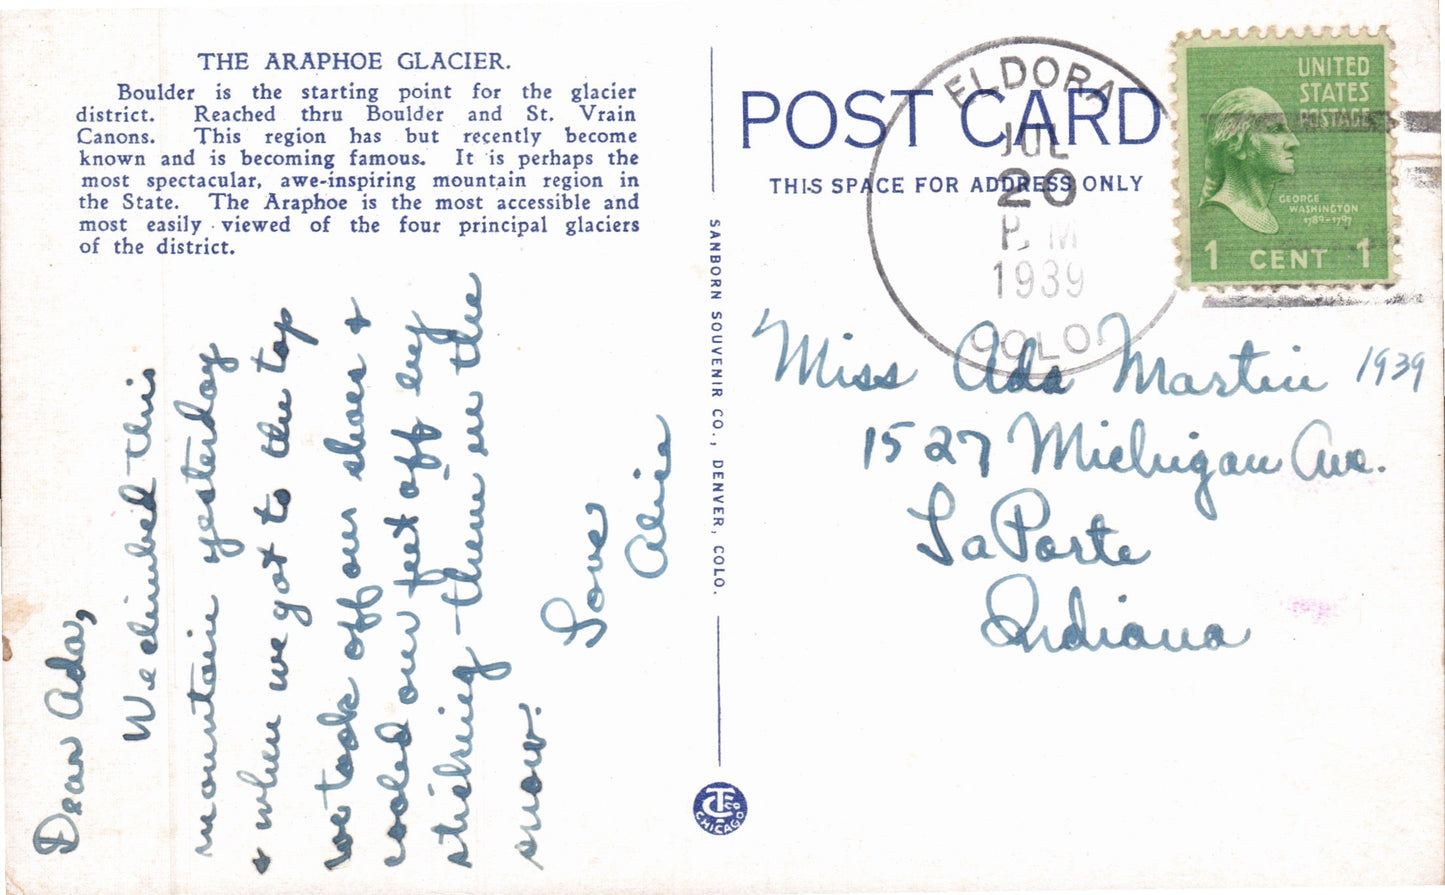 THE ARAPHOE GLACIER.
Boulder is the starting point for the glacier
district. Reached thru Boulder and St. Vrain
Canons. This region has but recently become
known and is becoming famous. It is perhaps the
most spectacular, awe-inspiring mountain region in
the State. The Araphoe is the most accessible and
most easily viewed of the four principal glaciers
of the district.
Dear Ada,
We climbed this
mountain yesterday
+ when we got to the top
we took off our shoes +
cooled our feet off by
sticking them in the
snow.
Love
Alice
SANBORN SOUVENIR CO., DENVER, COLO.
CTECO
CHICAGO
POST CARD
THIS SPACE FOR ADDRESS ONLY
ELDORA
JUL
20
P. M
1939
COLO
UNITED
STATES
POSTAGE
GEORGE
WASHINGTON
1789-1797
1 CENT 1
Miss Ada Martin 1939
1527 Michigan Ave.
LaPorte
Indiana